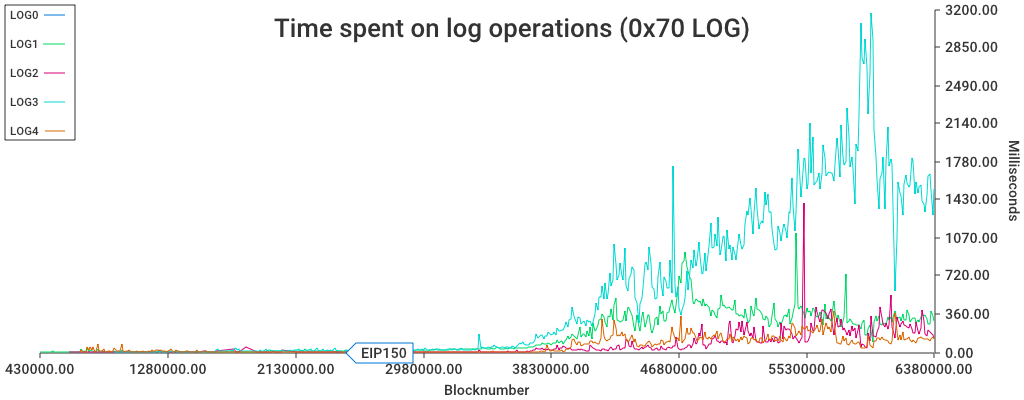 Time spent on log operations (0x70 LOG)
LOG0
LOG1
LOG2
LOG3
LOG4
3200.00
2850.00
2490.00
2140.00
1780.00
1430.00
1070.00
720.00
360.00
0.00
Milliseconds
EIP150
430000.00 1280000.00 2130000.00 2980000.00 3830000.00 4680000.00 5530000.00 6380000.00
Blocknumber